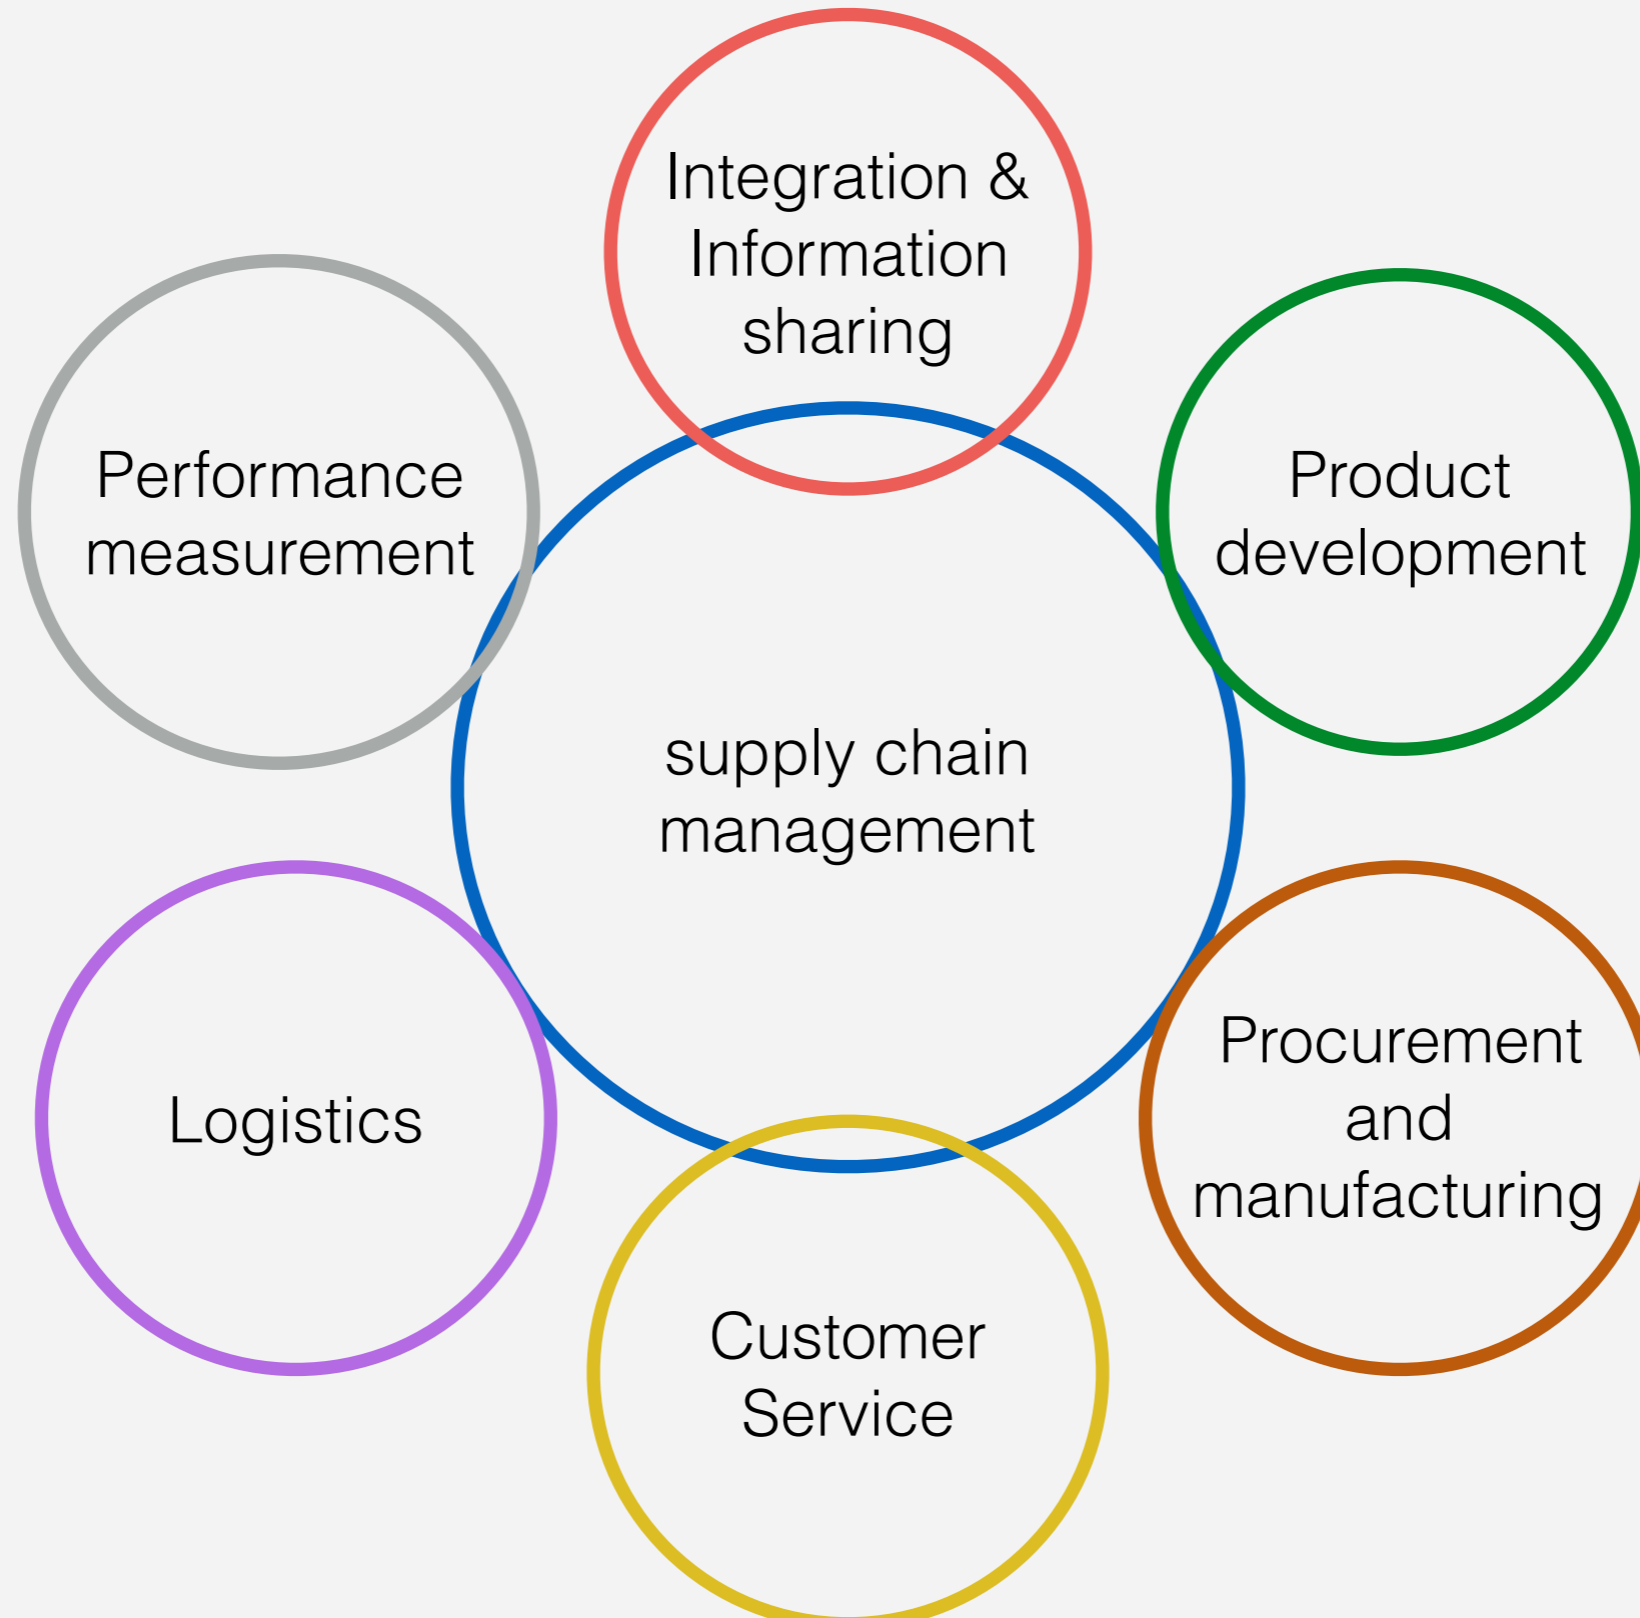 Integration &
Information
sharing
Performance
measurement
Product
development
supply chain
management
Logistics
Procurement
and
manufacturing
Customer
Service